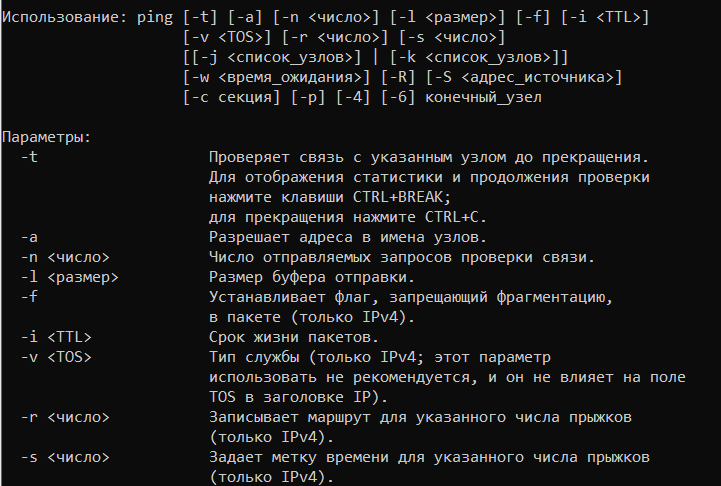 Использование: ping [-t] [-a] [-n <число>] [-l <размер>] [-f] [-i <TTL>]
[-v <TOS>] [-r <число>] [-s <число>]
[[-j <список_узлов>] | [-k <список_узлов>]]
[-w <время_ожидания>] [-R] [-S <адрес_источника>]
[-c секция] [-p] [-4] [-6] конечный_узел
Параметры:
-t Проверяет связь с указанным узлом до прекращения.
Для отображения статистики и продолжения проверки
нажмите клавиши CTRL+BREAK;
для прекращения нажмите CTRL+C.
-a Разрешает адреса в имена узлов.
-n <число> Число отправляемых запросов проверки связи.
-l <размер> Размер буфера отправки.
-f Устанавливает флаг, запрещающий фрагментацию,
в пакете (только IPv4).
-i <TTL> Срок жизни пакетов.
-v <TOS> Тип службы (только IPv4; этот параметр
использовать не рекомендуется, и он не влияет на поле
TOS в заголовке IP).
-r <число> Записывает маршрут для указанного числа прыжков
(только IPv4).
-s <число> Задает метку времени для указанного числа прыжков
(только IPv4).